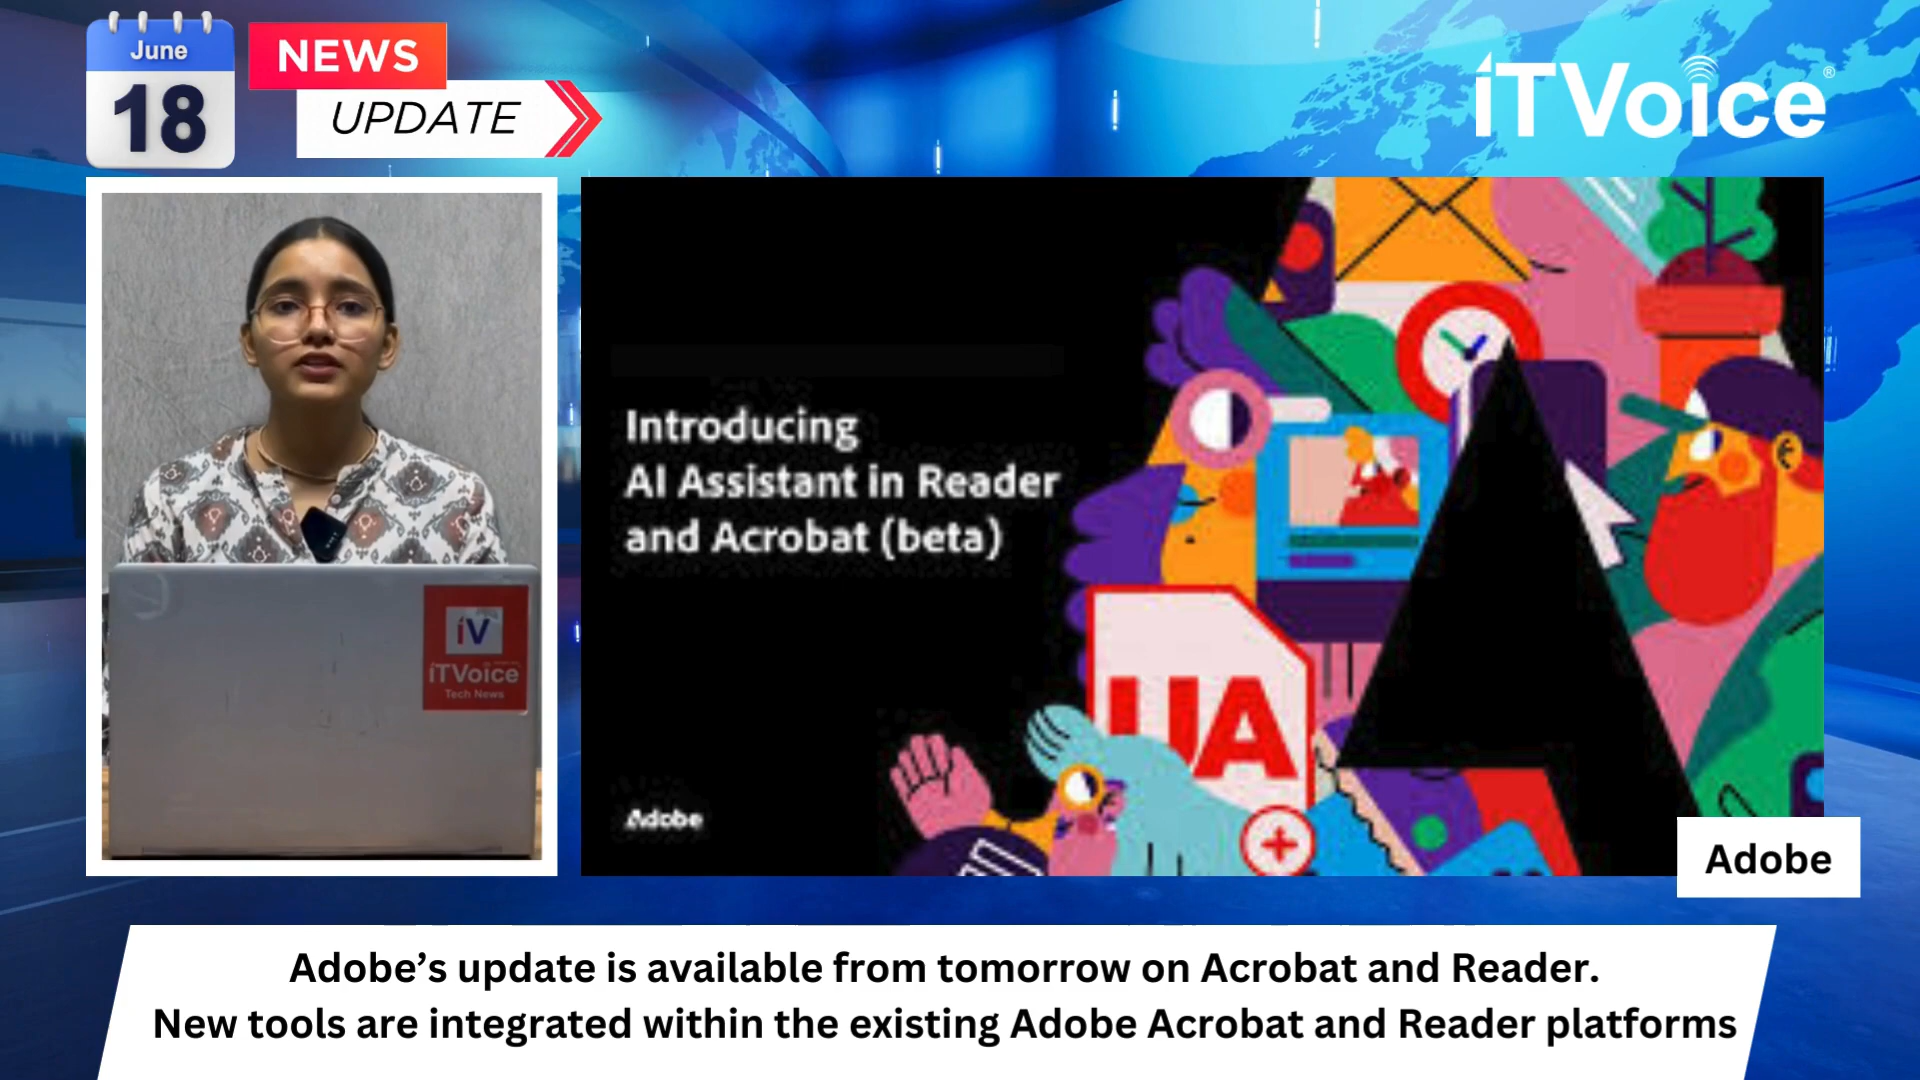 June
18
NEWS
UPDATE
iTVoice®
Introducing
AI Assistant in Reader
and Acrobat (beta)
UA
Adobe
iV
iTVoice
Tech News
Adobe
Adobe’s update is available from tomorrow on Acrobat and Reader.
New tools are integrated within the existing Adobe Acrobat and Reader platforms